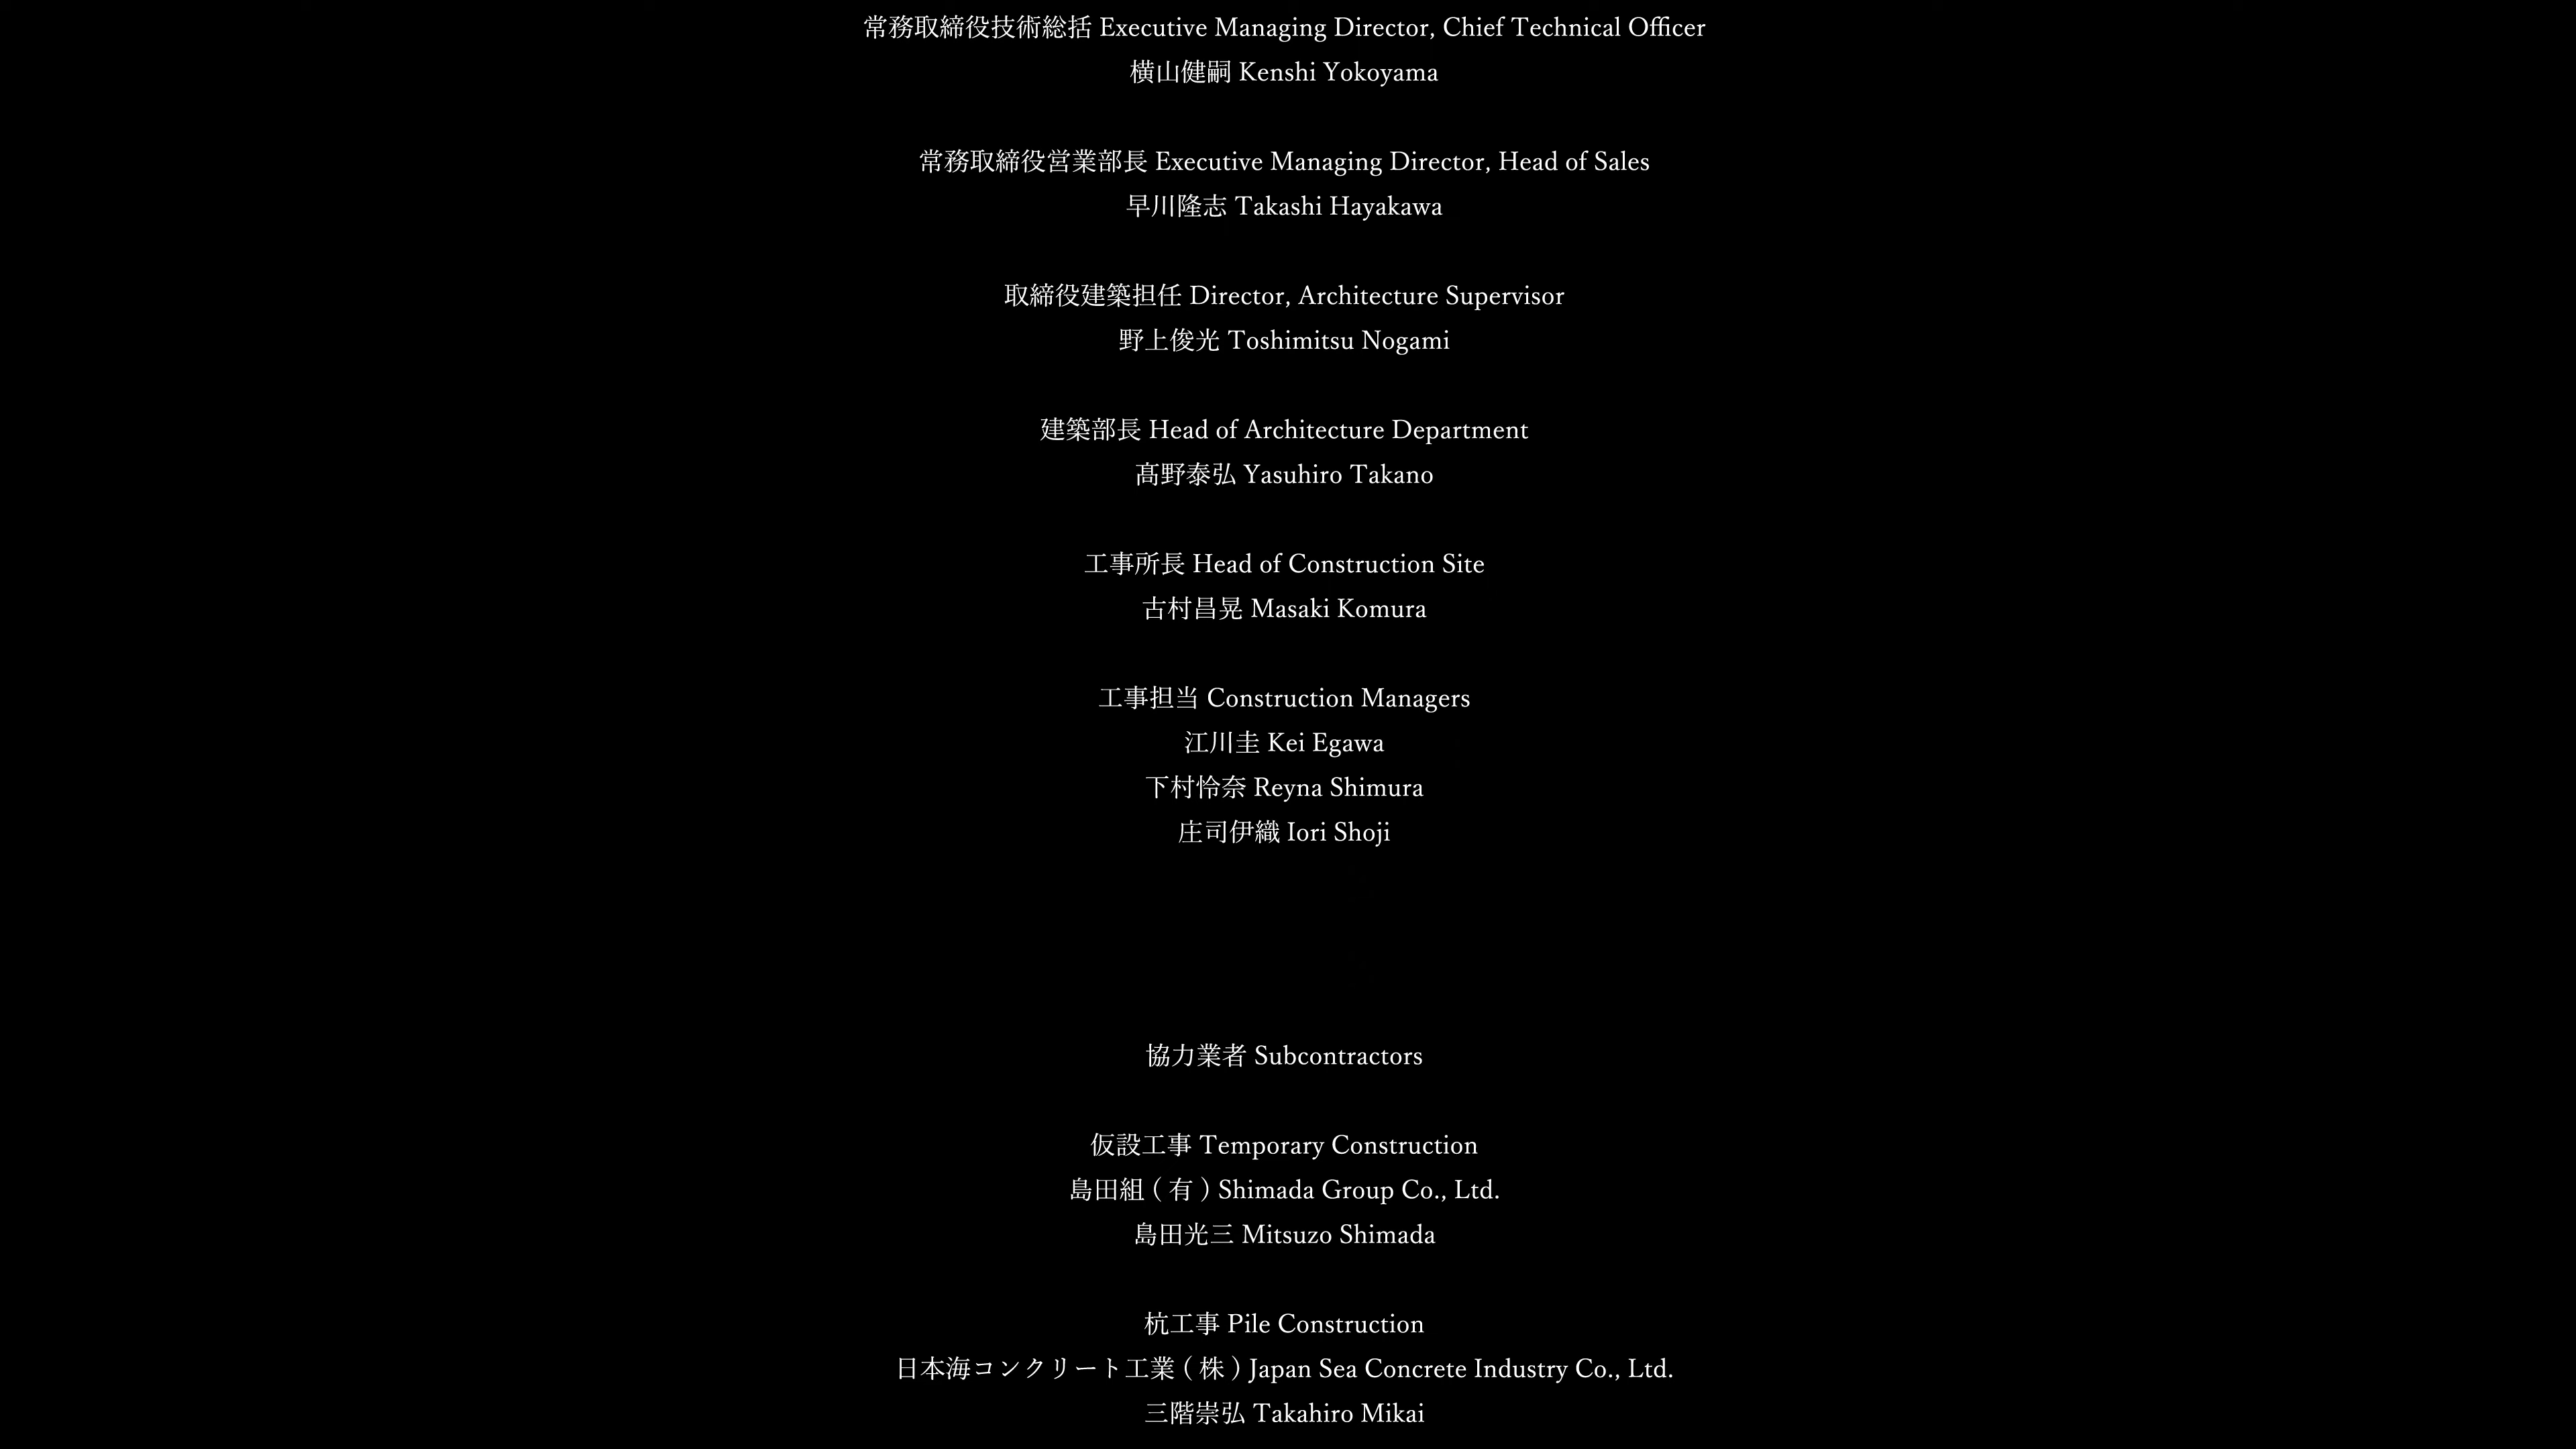 常務取締役技術総括 Executive Managing Director, Chief Technical Officer
横山健嗣 Kenshi Yokoyama
常務取締役営業部長 Executive Managing Director, Head of Sales
早川隆志 Takashi Hayakawa
取締役建築担任 Director, Architecture Supervisor
野上俊光 Toshimitsu Nogami
建築部長 Head of Architecture Department
髙野泰弘 Yasuhiro Takano
工事所長 Head of Construction Site
古村昌晃 Masaki Komura
工事担当 Construction Managers
江川圭 Kei Egawa
下村怜奈 Reyna Shimura
庄司伊織 Iori Shoji
協力業者 Subcontractors
仮設工事 Temporary Construction
島田組 ( 有 ) Shimada Group Co., Ltd.
島田光三 Mitsuzo Shimada
杭工事 Pile Construction
日本海コンクリート工業 ( 株 ) Japan Sea Concrete Industry Co., Ltd.
三階崇弘 Takahiro Mikai